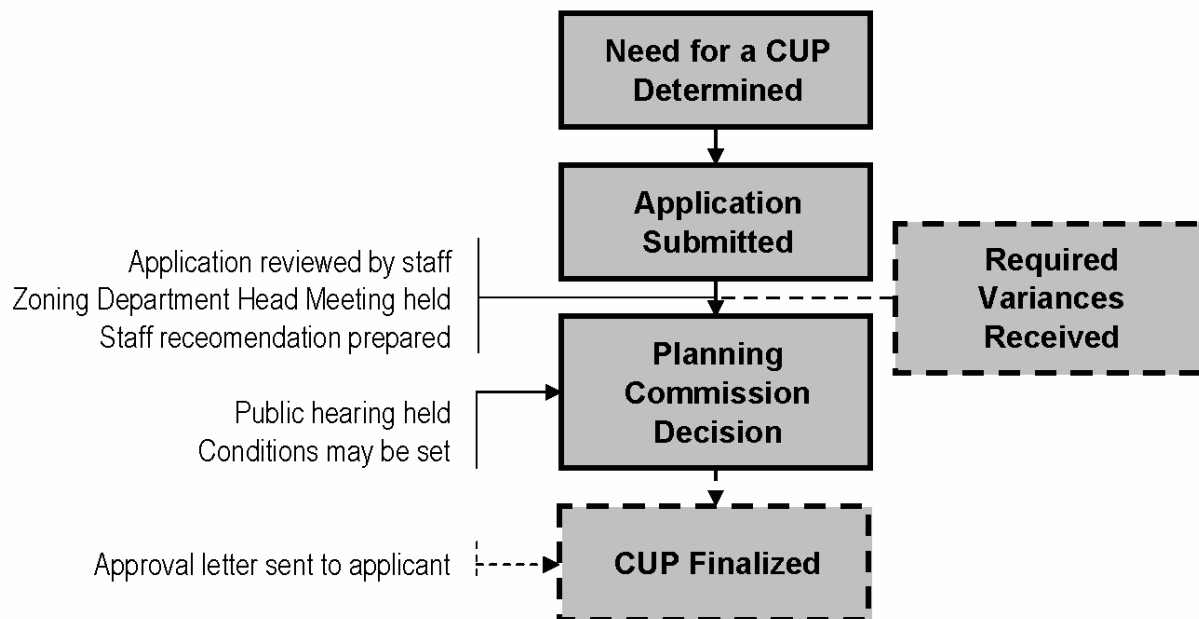 Need for a CUP
Determined
Application
Submitted
Application reviewed by staff
Zoning Department Head Meeting held
Staff receomendation prepared
Required
Variances
Received
Planning
Commission
Decision
Public hearing held
Conditions may be set
Approval letter sent to applicant
CUP Finalized